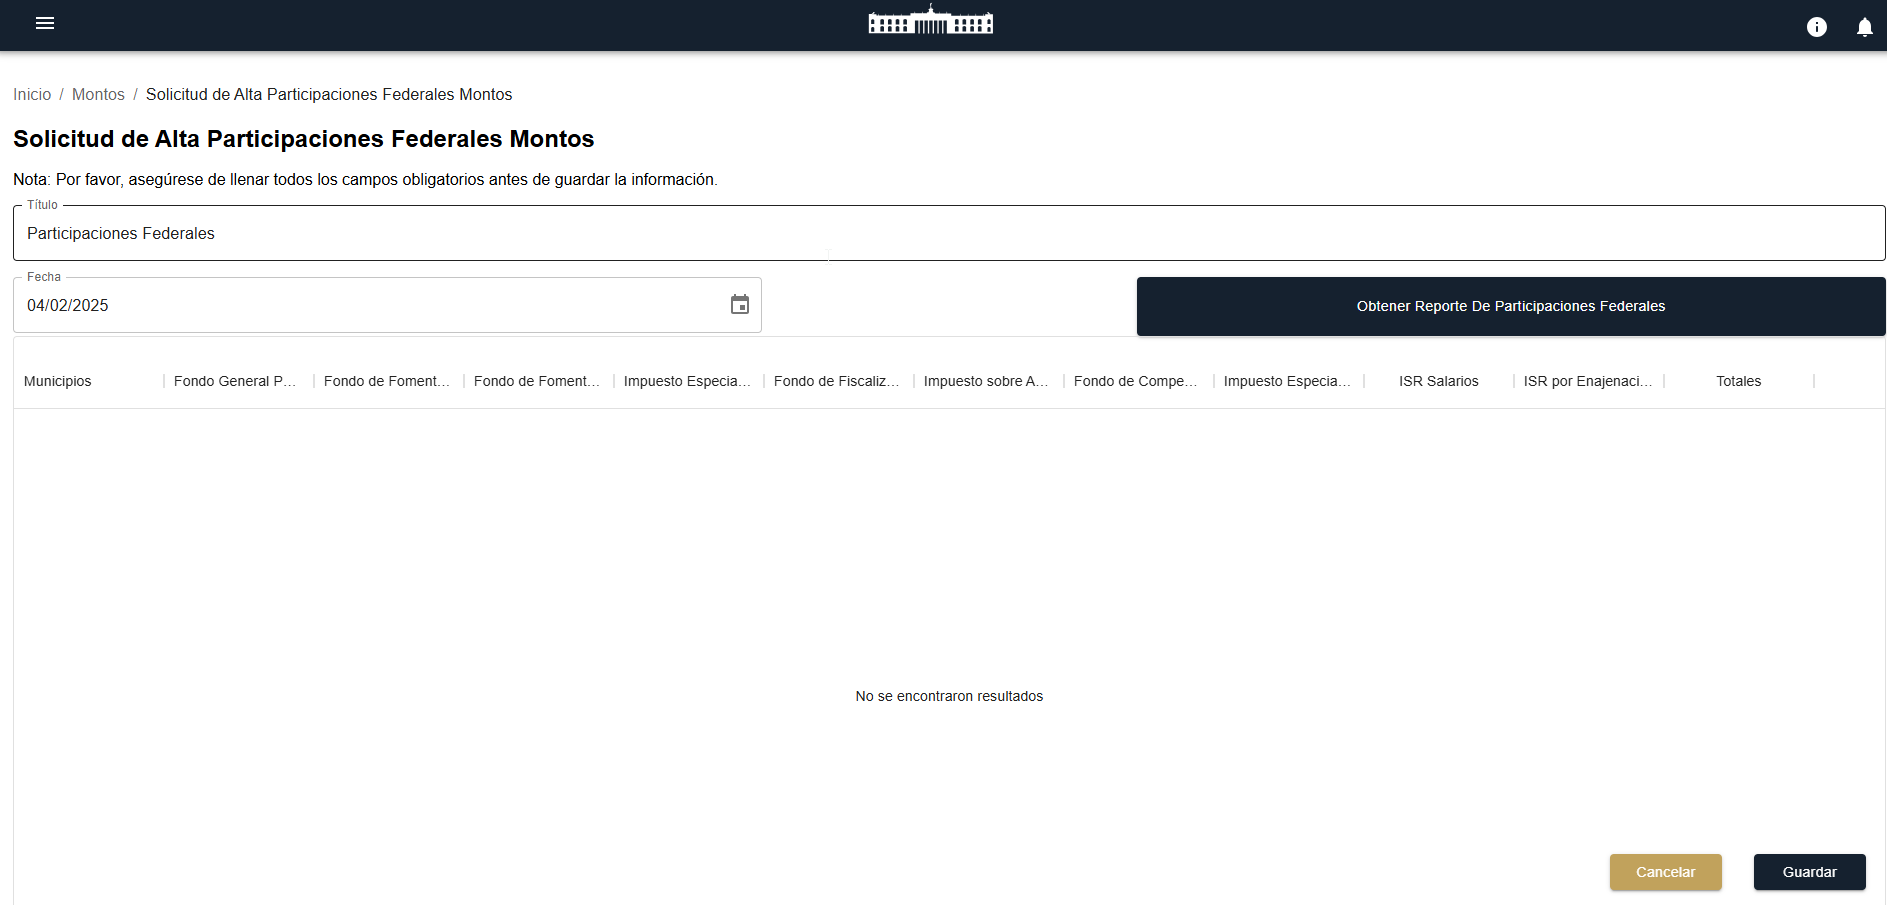 Inicio / Montos / Solicitud de Alta Participaciones Federales Montos
Solicitud de Alta Participaciones Federales Montos
Nota: Por favor, asegúrese de llenar todos los campos obligatorios antes de guardar la información.
Título
Participaciones Federales
Fecha
04/02/2025
Obtener Reporte De Participaciones Federales
Municipios
Fondo General P...
Fondo de Foment...
Fondo de Foment...
Impuesto Especia...
Fondo de Fiscaliz...
Impuesto sobre A...
Fondo de Compe...
Impuesto Especia...
ISR Salarios
ISR por Enajenaci...
Totales
No se encontraron resultados
Cancelar
Guardar